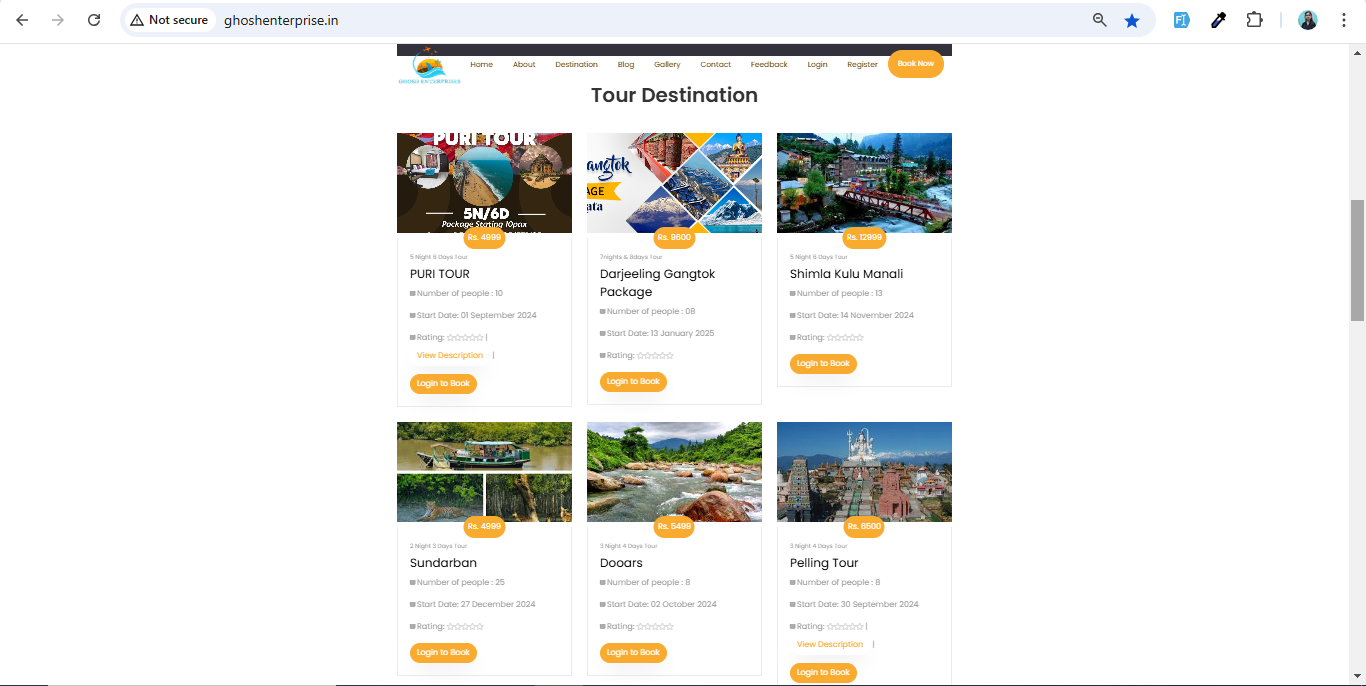 Not secure
ghoshenterprise.in
GHOSH ENTERPRISES
Home About Destination Blog Gallery Contact Feedback Login Register Book Now
Tour Destination
PURI TOUR
5N/6D
Package Starting 10pax
Rs. 4999
5 Night 6 Days Tour
PURI TOUR
Number of people : 10
Start Date: 01 September 2024
Rating: |
View Description |
Login to Book
angtok
AGE
ata
Rs. 9600
7nights & 8days Tour
Darjeeling Gangtok
Package
Number of people : 08
Start Date: 13 January 2025
Rating:
Login to Book
Rs. 12999
5 Night 6 Days Tour
Shimla Kulu Manali
Number of people : 13
Start Date: 14 November 2024
Rating:
Login to Book
Rs. 4999
2 Night 3 Days Tour
Sundarban
Number of people : 25
Start Date: 27 December 2024
Rating:
Login to Book
Rs. 5499
3 Night 4 Days Tour
Dooars
Number of people : 8
Start Date: 02 October 2024
Rating:
Login to Book
Rs. 6500
3 Night 4 Days Tour
Pelling Tour
Number of people : 8
Start Date: 30 September 2024
Rating: |
View Description |
Login to Book